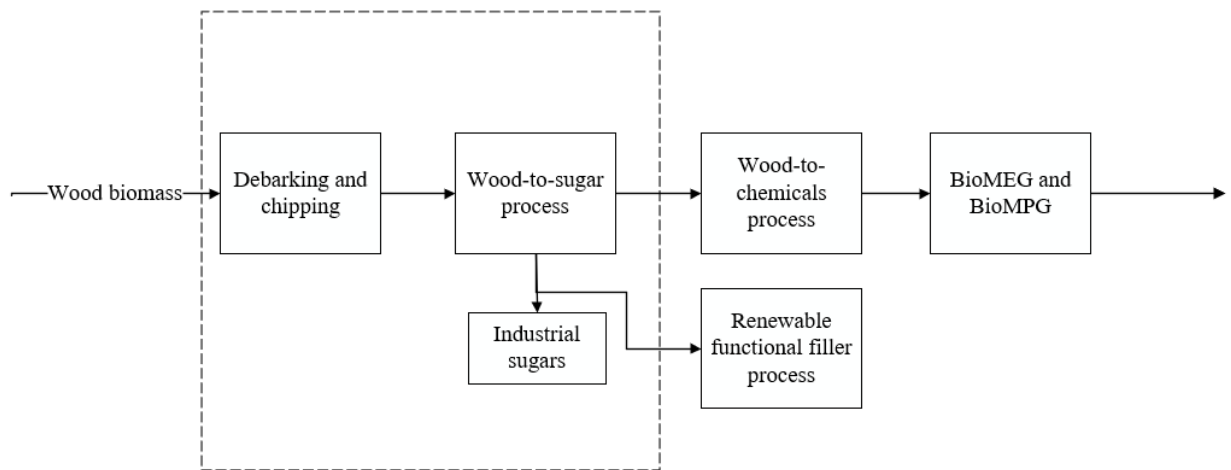 Wood biomass
Debarking and
chipping
Wood-to-sugar
process
Wood-to-
chemicals
process
BioMEG and
BioMPG
Industrial
sugars
Renewable
functional filler
process